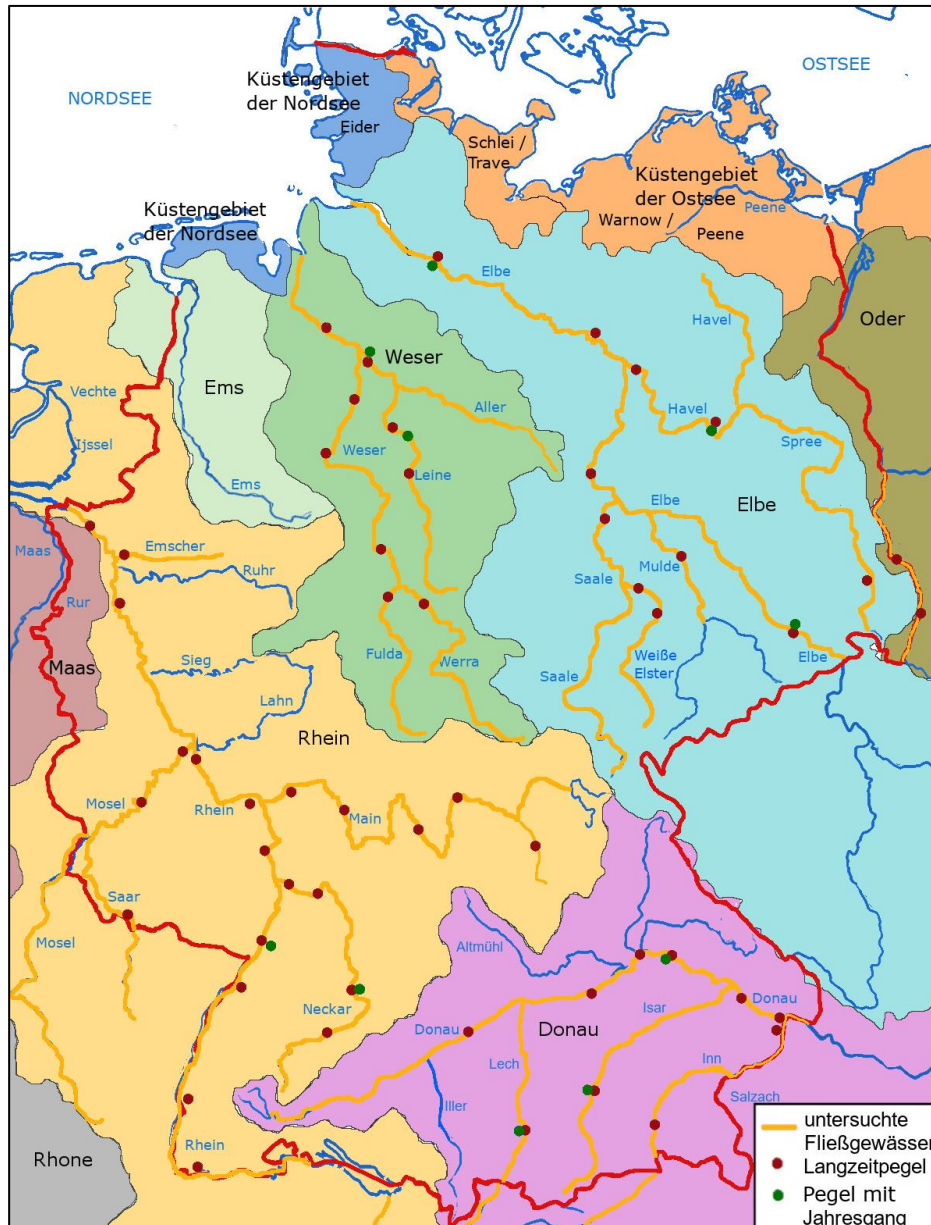 NORDSEE
OSTSEE
Küstengebiet
der Nordsee
Eider
Schlei /
Trave
Küstengebiet
der Ostsee
Peene
Warnow /
Peene
Küstengebiet
der Nordsee
Elbe
Havel
Oder
Weser
Ems
Vechte
Aller
Havel
Ijssel
Weser
Spree
Leine
Ems
Elbe
Elbe
Maas
Emscher
Ruhr
Mulde
Saale
Rur
Maas
Sieg
Fulda
Werra
Weiße
Elster
Elbe
Saale
Lahn
Rhein
Mosel
Rhein
Main
Saar
Mosel
Altmühl
Neckar
Donau
Donau
Isar
Donau
Lech
Inn
Iller
Salzach
Rhein
Rhone
untersuchte
Fließgewässer
Langzeitpegel
Pegel mit
Jahresgang